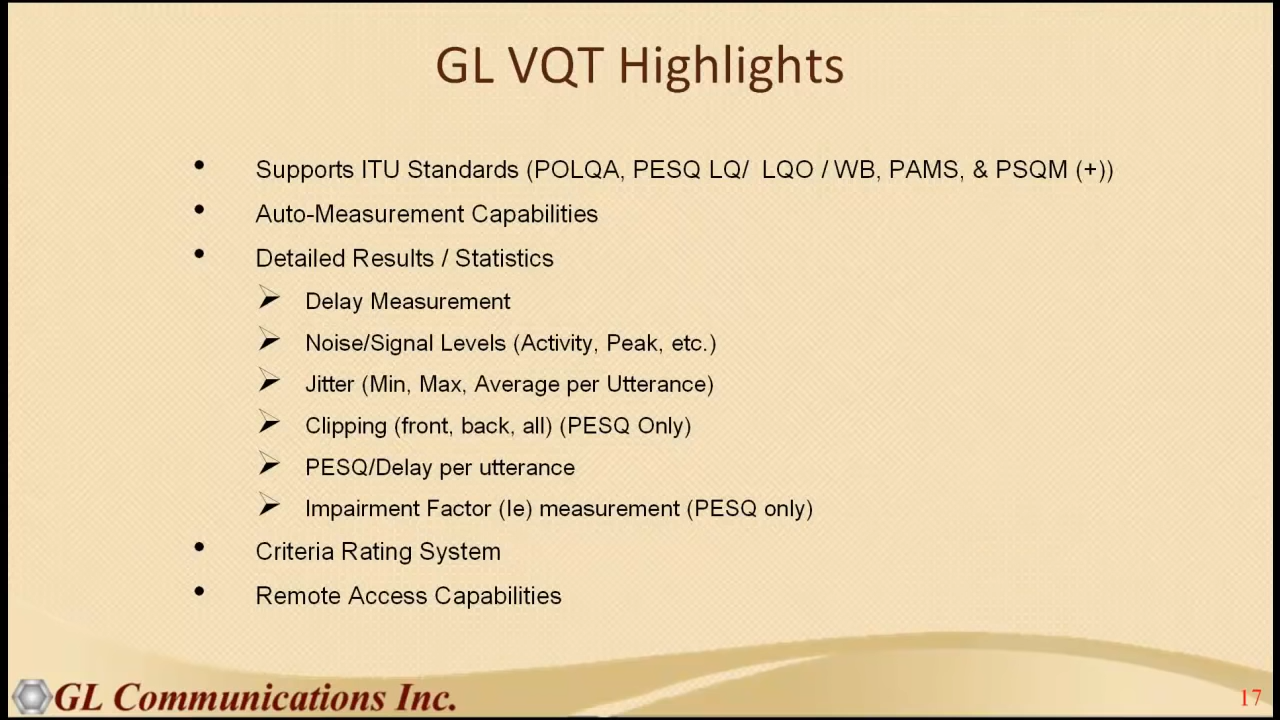 GL VQT Highlights
• Supports ITU Standards (POLQA, PESQ LQ/ LQO / WB, PAMS, & PSQM (+))
• Auto-Measurement Capabilities
• Detailed Results / Statistics
➢ Delay Measurement
➢ Noise/Signal Levels (Activity, Peak, etc.)
➢ Jitter (Min, Max, Average per Utterance)
➢ Clipping (front, back, all) (PESQ Only)
➢ PESQ/Delay per utterance
➢ Impairment Factor (Ie) measurement (PESQ only)
• Criteria Rating System
• Remote Access Capabilities
GL Communications Inc.
17